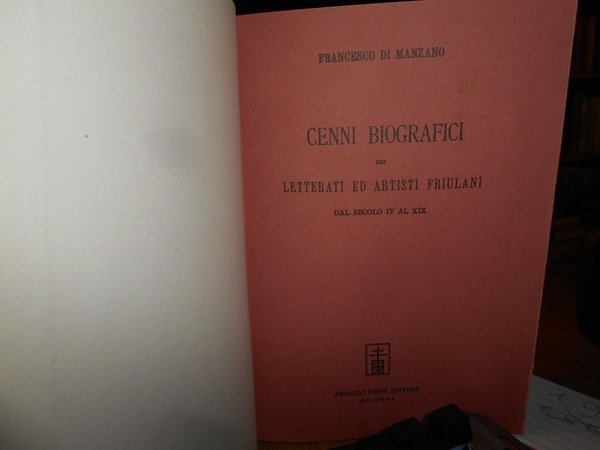 FRANCESCO DI MANZANO
CENNI BIOGRAFICI
DEI
LETTERATI ED ARTISTI FRIULANI
DAL SECOLO IV AL XIX
ARNALDO FORNI EDITORE
BOLOGNA